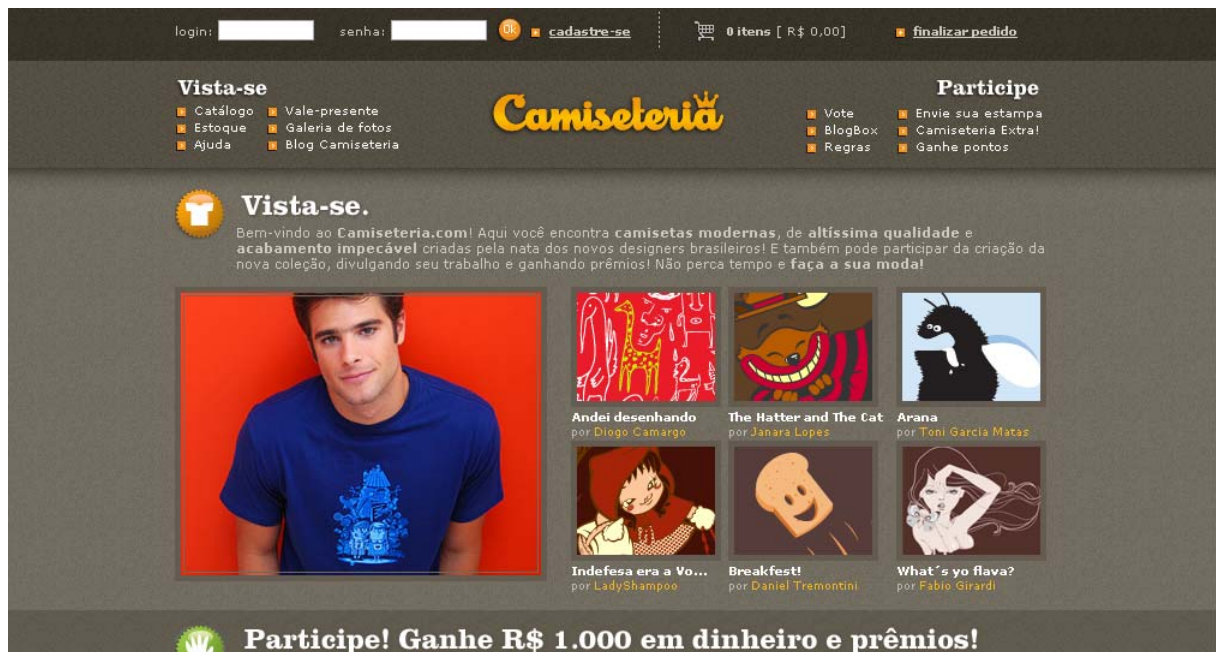 login: senha: Ok cadastre-se 0 itens [ R$ 0,00] finalizar pedido
Vista-se
Catálogo Vale-presente
Estoque Galeria de fotos
Ajuda Blog Camiseteria
Camiseteria
Participe
Vote Envie sua estampa
BlogBox Camiseteria Extra!
Regras Ganhe pontos
Vista-se.
Bem-vindo ao Camiseteria.com! Aqui você encontra camisetas modernas, de altíssima qualidade e
acabamento impecável criadas pela nata dos novos designers brasileiros! E também pode participar da criação da
nova coleção, divulgando seu trabalho e ganhando prêmios! Não perca tempo e faça a sua moda!
Andei desenhando The Hatter and The Cat Arana
por Diogo Camargo por Janara Lopes por Toni Garcia Matas
Indefesa era a Vo... Breakfest! What´s yo flava?
por LadyShampoo por Daniel Tremontini por Fabio Girardi
Participe! Ganhe R$ 1.000 em dinheiro e prêmios!